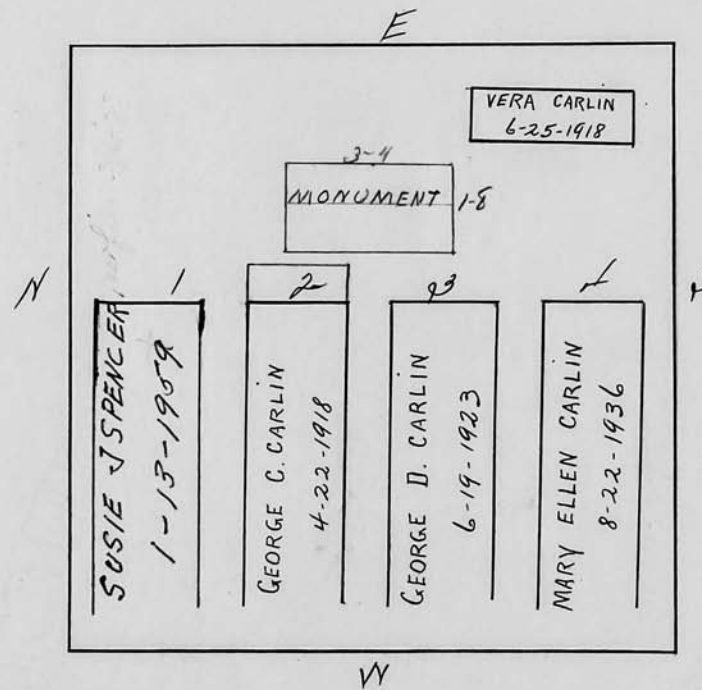 E
VERA CARLIN
6-25-1918
3-4
MONUMENT 1-8
N
1
2
3
4
SUSIE J SPENCER
1-13-1959
GEORGE C. CARLIN
4-22-1918
GEORGE D. CARLIN
6-19-1923
MARY ELLEN CARLIN
8-22-1936
W